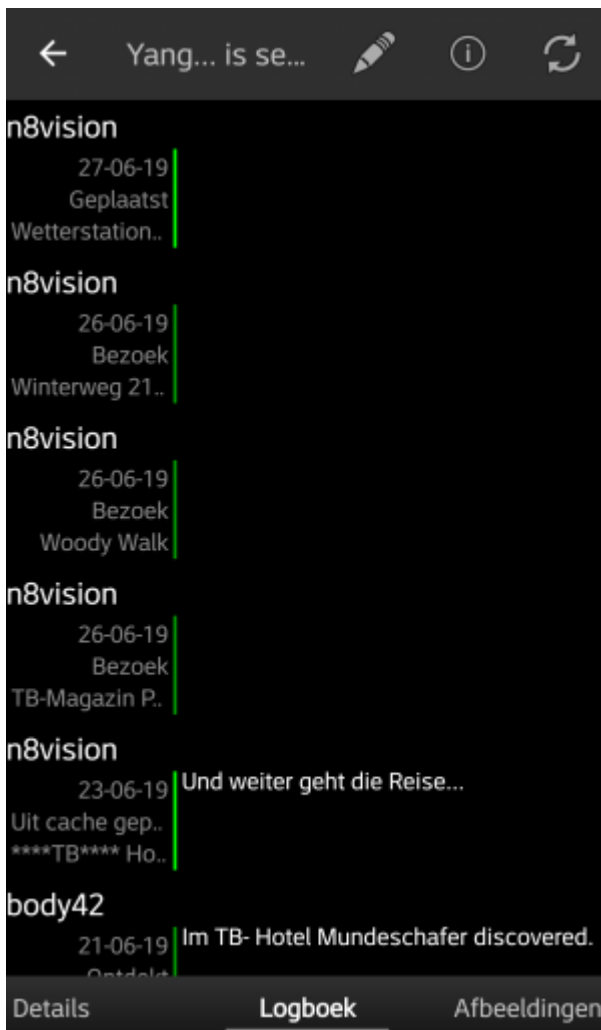 Yang... is se...
n8vision
27-06-19
Geplaatst
Wetterstation..
n8vision
26-06-19
Bezoek
Winterweg 21..
n8vision
26-06-19
Bezoek
Woody Walk
n8vision
26-06-19
Bezoek
TB-Magazin P..
n8vision
23-06-19 Und weiter geht die Reise...
Uit cache gep..
****TB**** Ho..
body42
21-06-19 Im TB- Hotel Mundeschafer discovered.
Ontdekt
Details Logboek Afbeeldingen